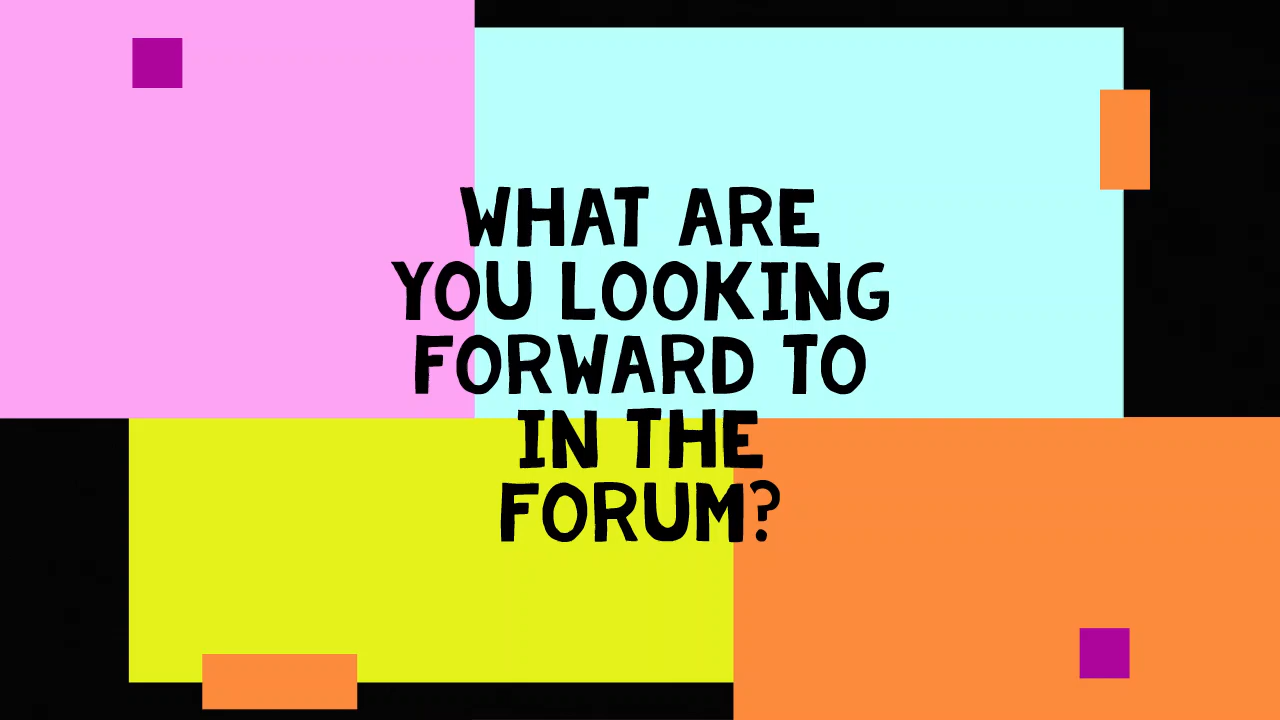 WHAT ARE
YOU LOOKING
FORWARD TO
IN THE
FORUM?